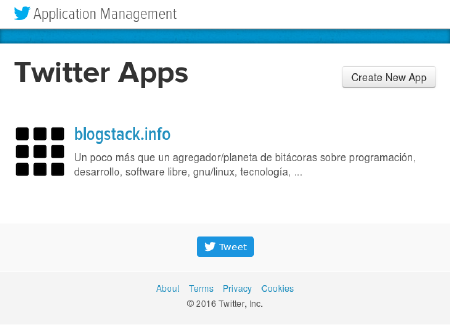 Application Management
Twitter Apps
Create New App
blogstack.info
Un poco más que un agregador/planeta de bitácoras sobre programación,
desarrollo, software libre, gnu/linux, tecnología, ...
Tweet
About Terms Privacy Cookies
© 2016 Twitter, Inc.